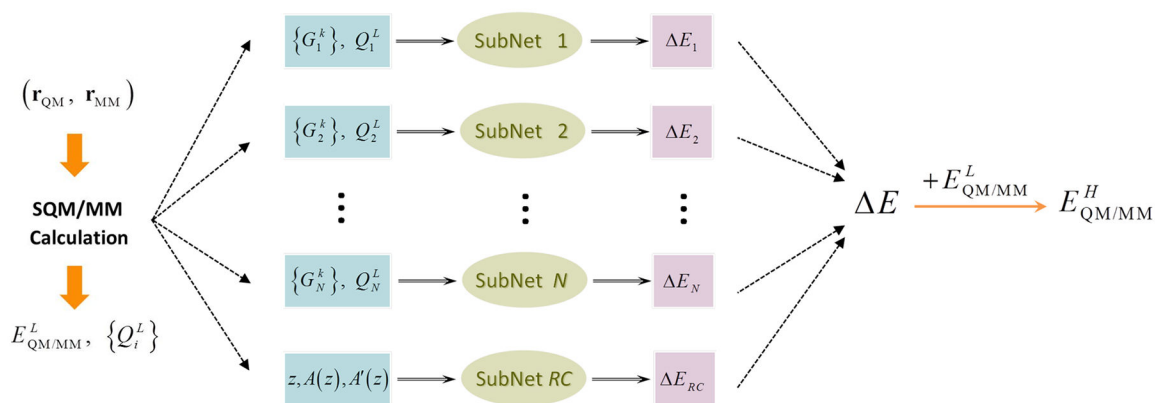 (r_QM, r_MM)
SQM/MM
Calculation
E^L_QM/MM, {Q^L_i}
{G^k_1}, Q^L_1
SubNet 1
ΔE_1
{G^k_2}, Q^L_2
SubNet 2
ΔE_2
⋮ ⋮ ⋮
{G^k_N}, Q^L_N
SubNet N
ΔE_N
z, A(z), A'(z)
SubNet RC
ΔE_RC
ΔE
+E^L_QM/MM
E^H_QM/MM